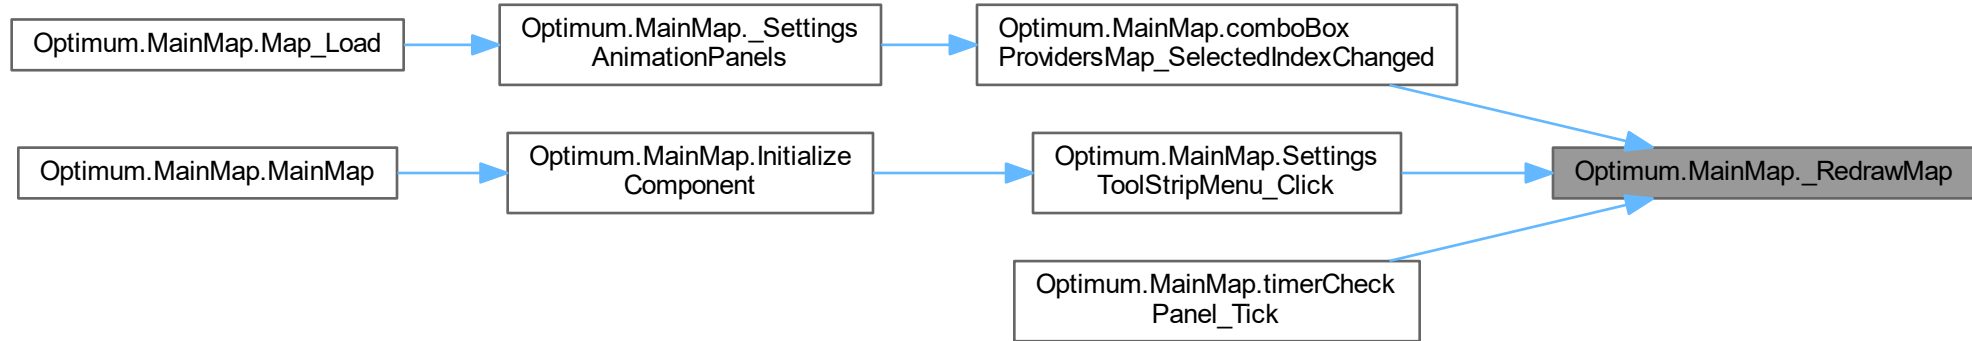 Optimum.MainMap.Map_Load
Optimum.MainMap._Settings
AnimationPanels
Optimum.MainMap.comboBox
ProvidersMap_SelectedIndexChanged
Optimum.MainMap.MainMap
Optimum.MainMap.Initialize
Component
Optimum.MainMap.Settings
ToolStripMenu_Click
Optimum.MainMap._RedrawMap
Optimum.MainMap.timerCheck
Panel_Tick